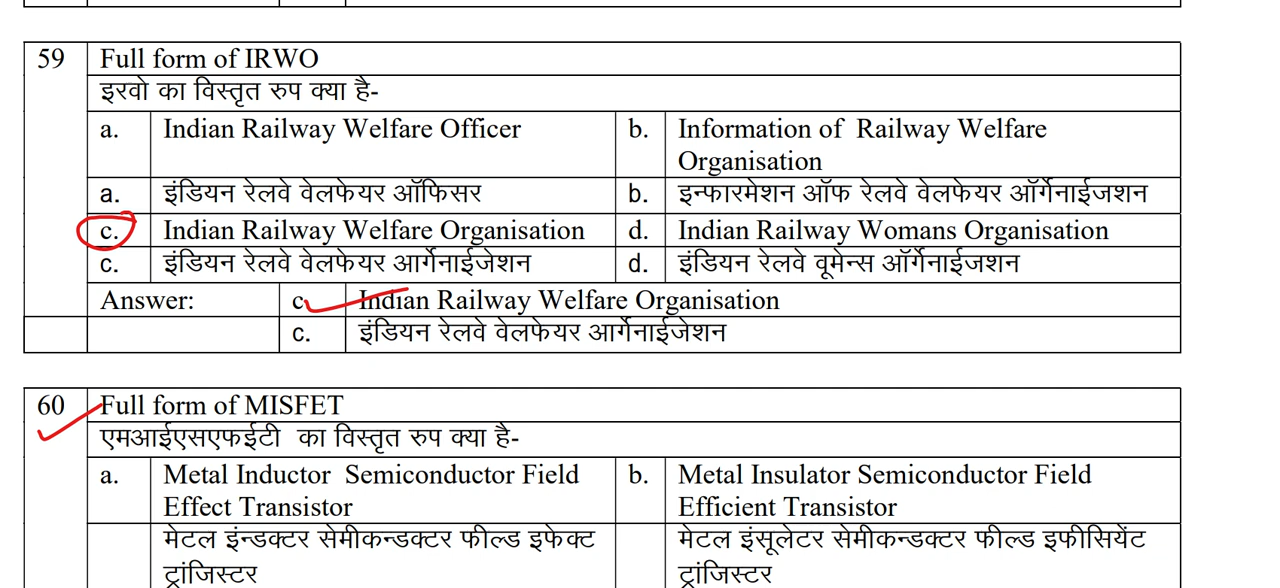 59 Full form of IRWO
इरवो का विस्तृत रुप क्या है-
a. Indian Railway Welfare Officer b. Information of Railway Welfare
Organisation
a. इंडियन रेलवे वेलफेयर ऑफिसर b. इन्फारमेशन ऑफ रेलवे वेलफेयर ऑर्गेनाईजशन
c. Indian Railway Welfare Organisation d. Indian Railway Womans Organisation
c. इंडियन रेलवे वेलफेयर आर्गेनाईजेशन d. इंडियन रेलवे वूमेन्स ऑर्गेनाईजशन
Answer: c. Indian Railway Welfare Organisation
c. इंडियन रेलवे वेलफेयर आर्गेनाईजेशन
60 Full form of MISFET
एमआईएसएफईटी का विस्तृत रुप क्या है-
a. Metal Inductor Semiconductor Field b. Metal Insulator Semiconductor Field
Effect Transistor Efficient Transistor
मेटल इंन्डक्टर सेमीकन्डक्टर फील्ड इफेक्ट मेटल इंसूलेटर सेमीकन्डक्टर फील्ड इफीसियेंट
ट्रांजिस्टर ट्रांजिस्टर